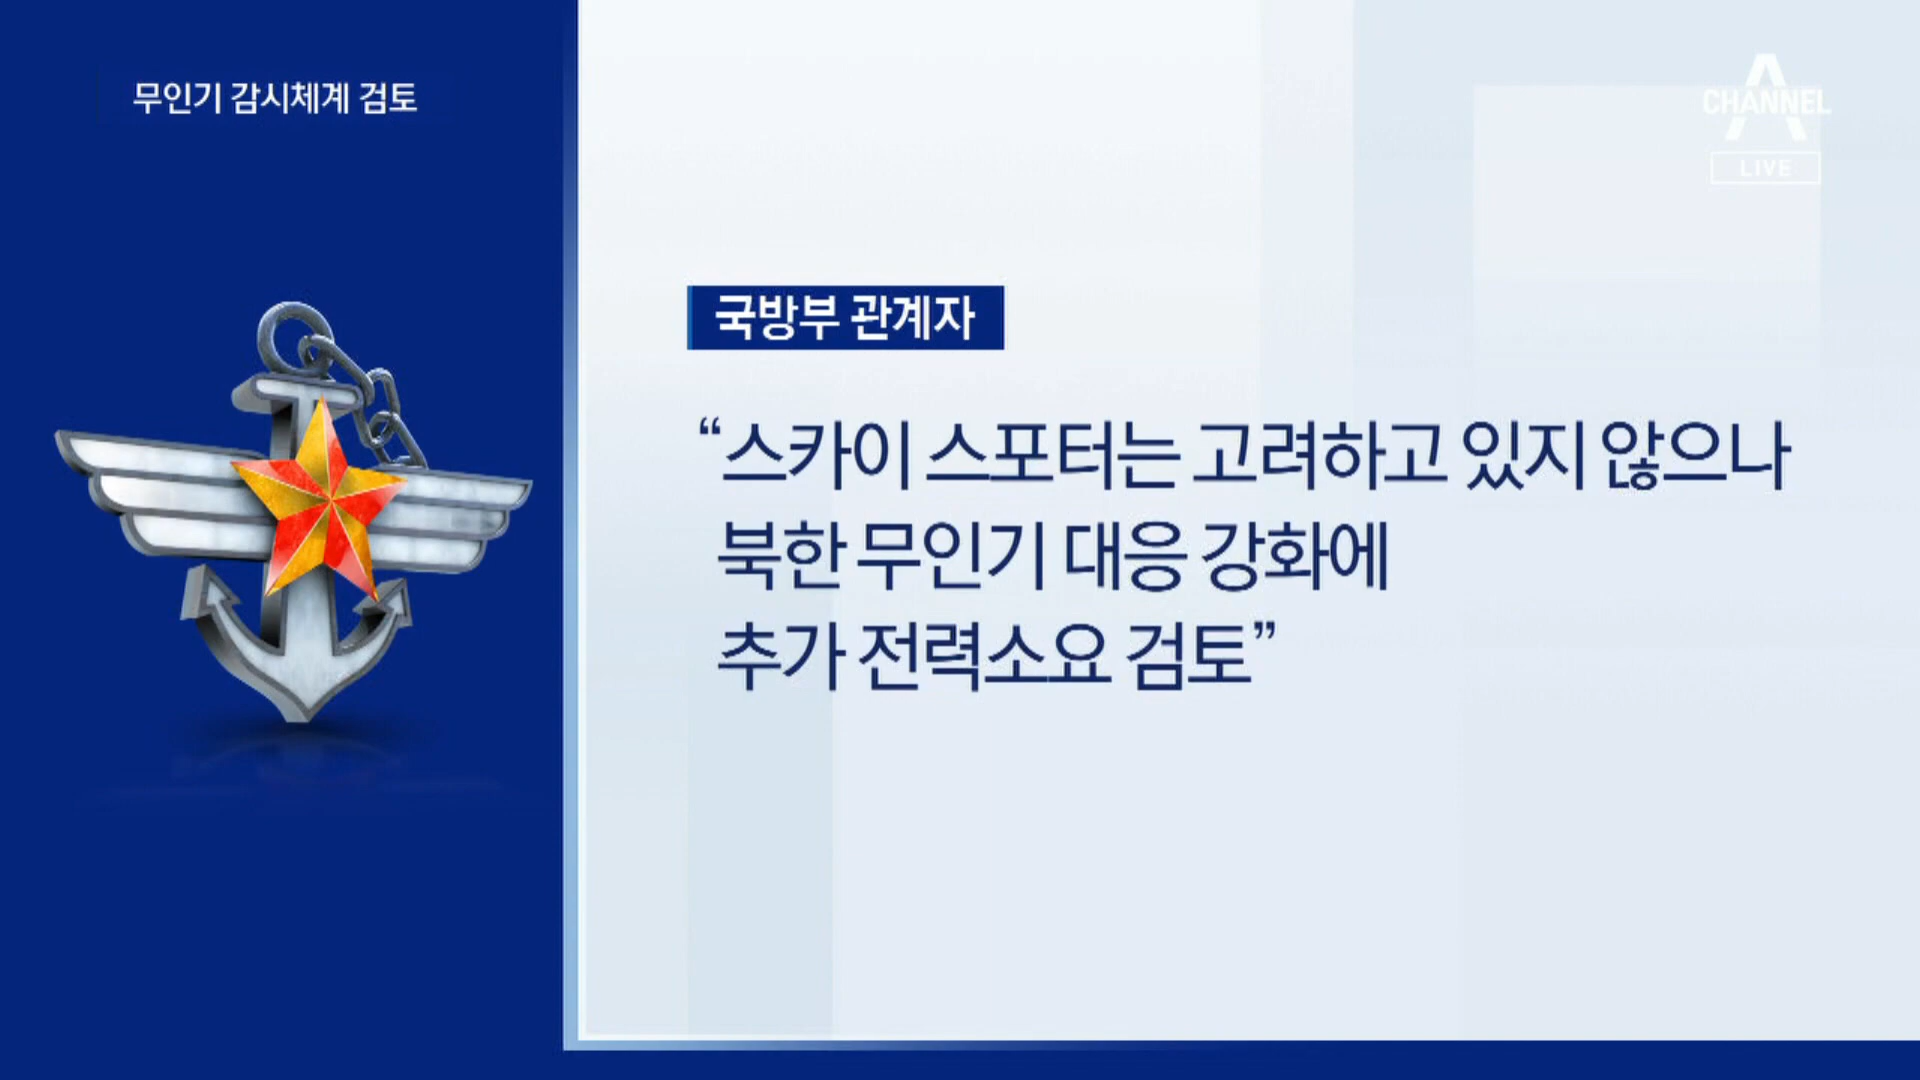 무인기 감시체계 검토
CHANNEL A
LIVE
국방부 관계자
“스카이 스포터는 고려하고 있지 않으나
북한 무인기 대응 강화에
추가 전력소요 검토”